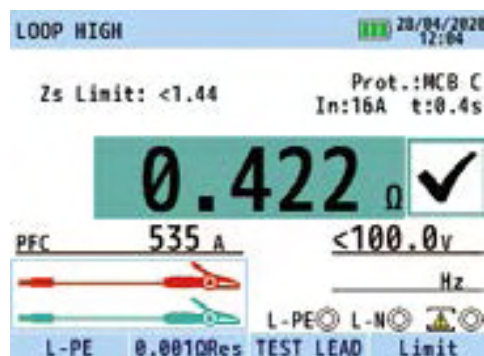 LOOP HIGH
28/04/2020
12:04
Zs Limit: <1.44
Prot.:MCB C
In:16A t:0.4s
0.422 Ω
PFC 535 A
<100.0v
Hz
L-PE L-N
L-PE 0.001ΩRes TEST LEAD Limit